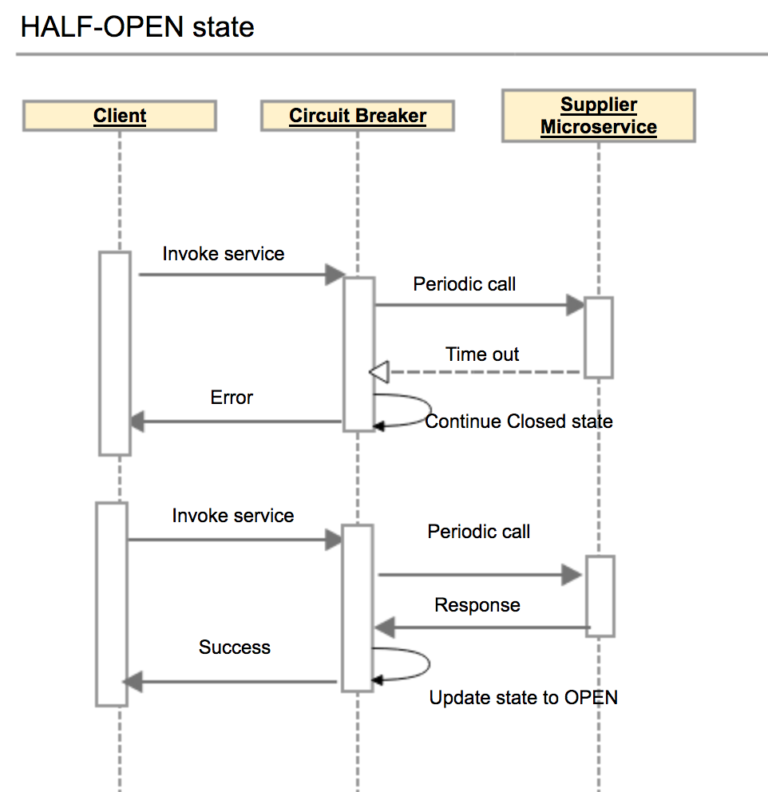 HALF-OPEN state
Client
Circuit Breaker
Supplier
Microservice
Invoke service
Periodic call
Time out
Error
Continue Closed state
Invoke service
Periodic call
Response
Success
Update state to OPEN